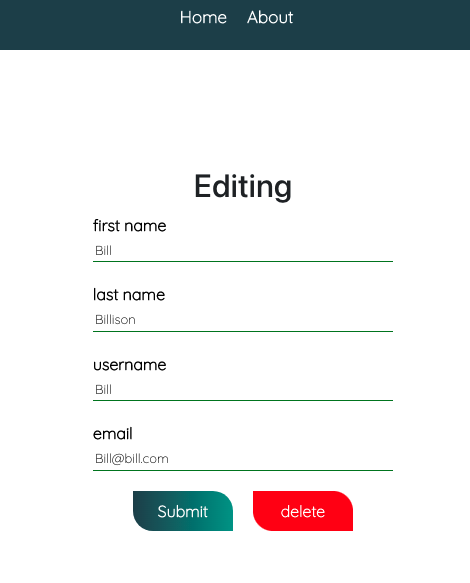 Home About
Editing
first name
Bill
last name
Billison
username
Bill
email
Bill@bill.com
Submit delete